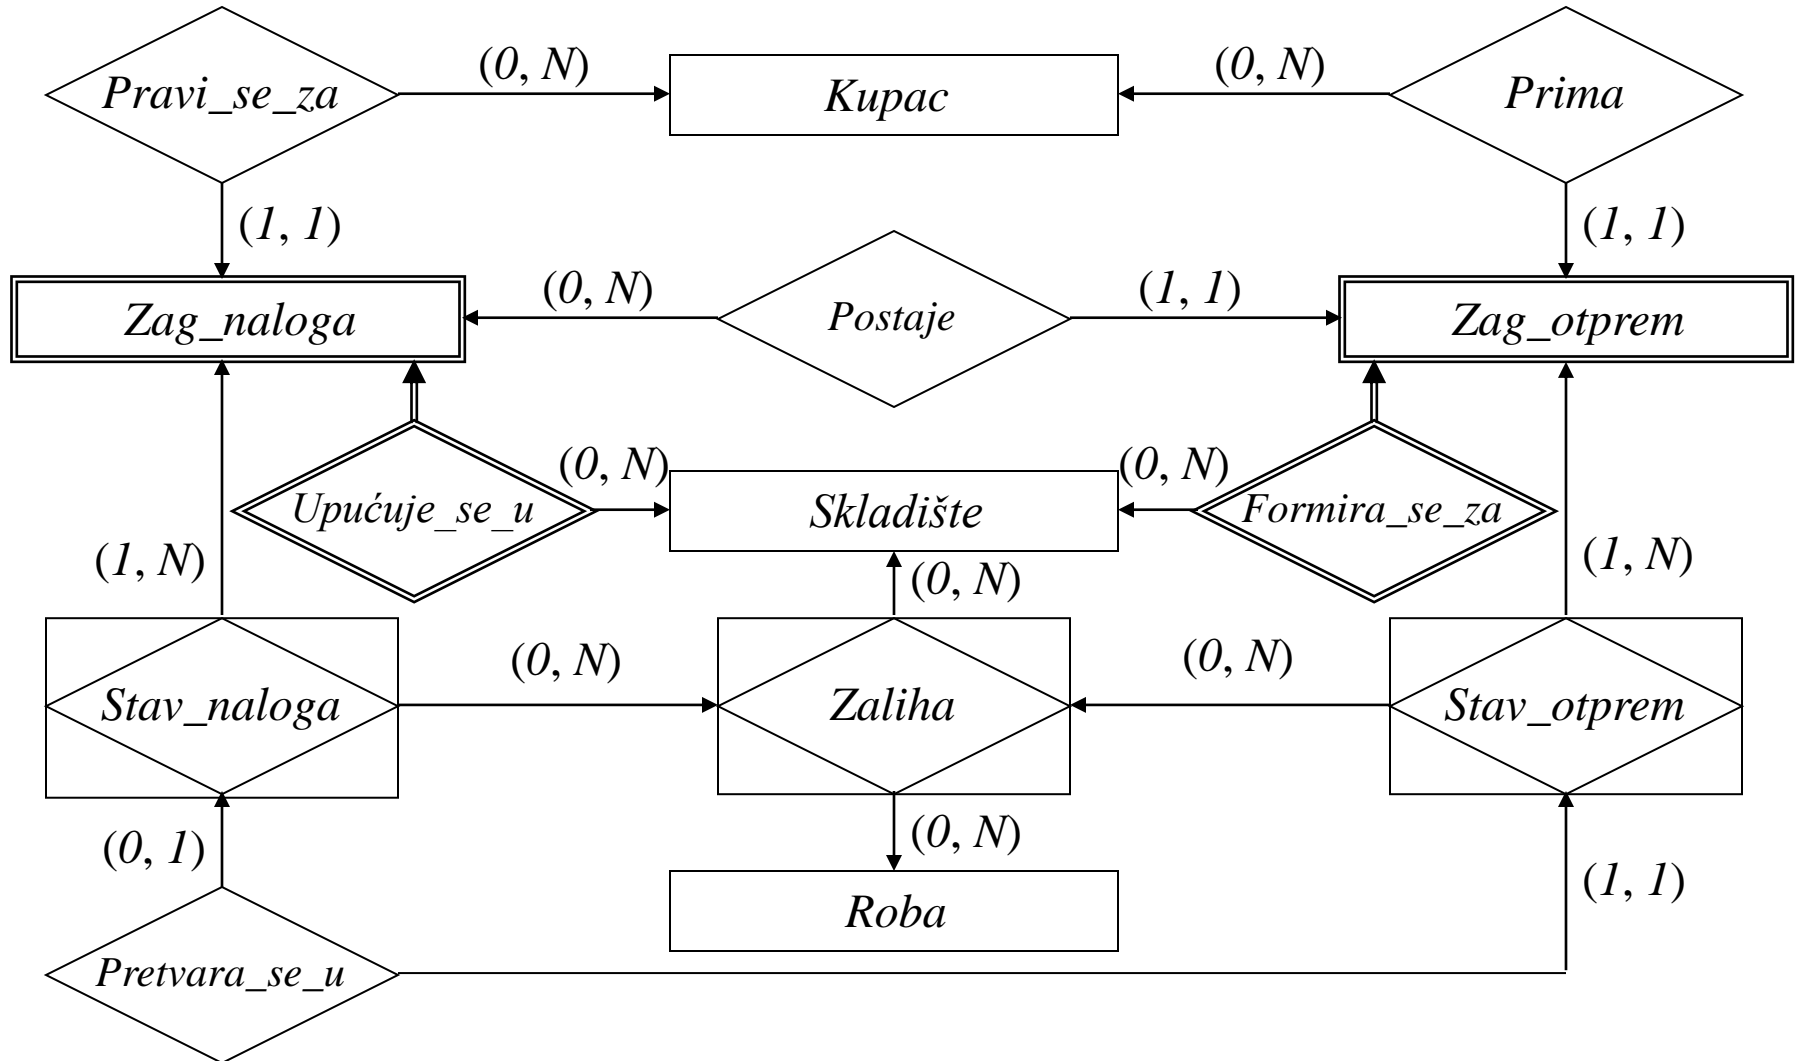 Pravi_se_za
(0, N)
Kupac
(0, N)
Prima
(1, 1)
(1, 1)
Zag_naloga
(0, N)
Postaje
(1, 1)
Zag_otprem
Upućuje_se_u
(0, N)
Skladište
(0, N)
Formira_se_za
(1, N)
(0, N)
(1, N)
Stav_naloga
(0, N)
Zaliha
(0, N)
Stav_otprem
(0, 1)
(0, N)
(1, 1)
Roba
Pretvara_se_u